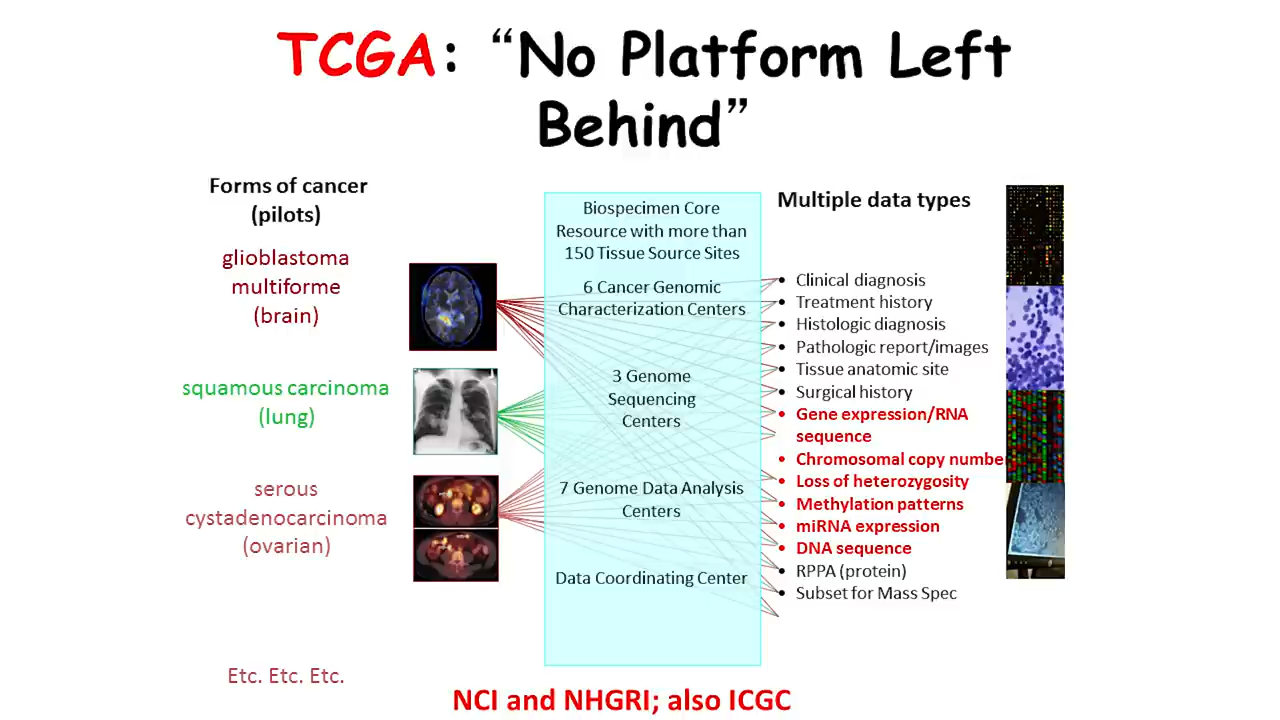 TCGA: “No Platform Left
Behind”
Forms of cancer
(pilots)
glioblastoma
multiforme
(brain)
squamous carcinoma
(lung)
serous
cystadenocarcinoma
(ovarian)
Etc. Etc. Etc.
Biospecimen Core
Resource with more than
150 Tissue Source Sites
6 Cancer Genomic
Characterization Centers
3 Genome
Sequencing
Centers
7 Genome Data Analysis
Centers
Data Coordinating Center
Multiple data types
• Clinical diagnosis
• Treatment history
• Histologic diagnosis
• Pathologic report/images
• Tissue anatomic site
• Surgical history
• Gene expression/RNA
sequence
• Chromosomal copy number
• Loss of heterozygosity
• Methylation patterns
• miRNA expression
• DNA sequence
• RPPA (protein)
• Subset for Mass Spec
NCI and NHGRI; also ICGC